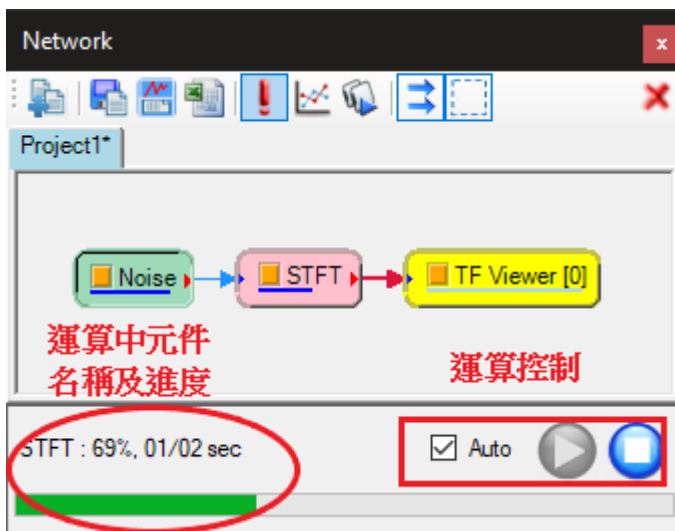 Network
Project1*
Noise
STFT
TF Viewer [0]
運算中元件
名稱及進度
運算控制
STFT : 69%, 01/02 sec
Auto